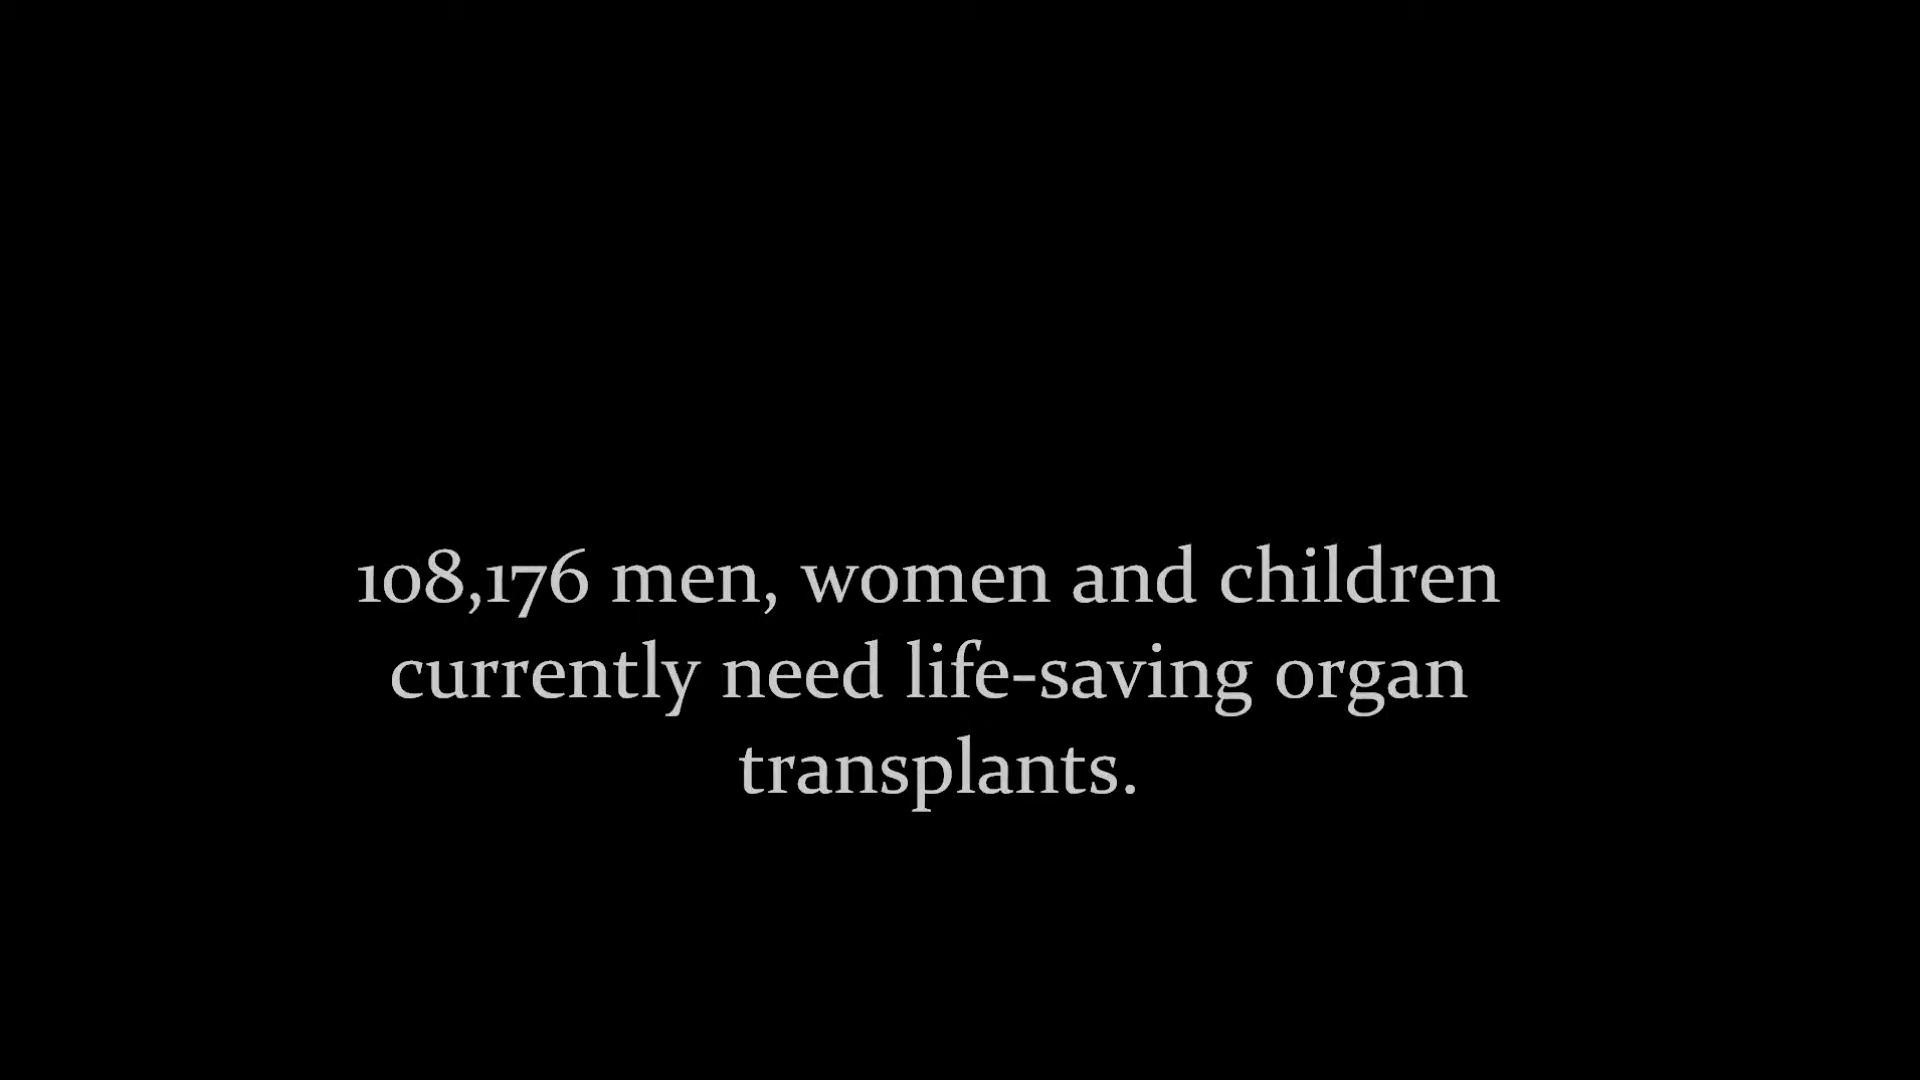 108,176 men, women and children
currently need life-saving organ
transplants.